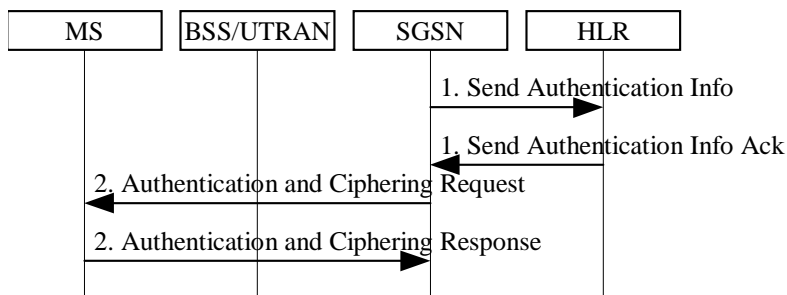 MS BSS/UTRAN SGSN HLR
1. Send Authentication Info
1. Send Authentication Info Ack
2. Authentication and Ciphering Request
2. Authentication and Ciphering Response